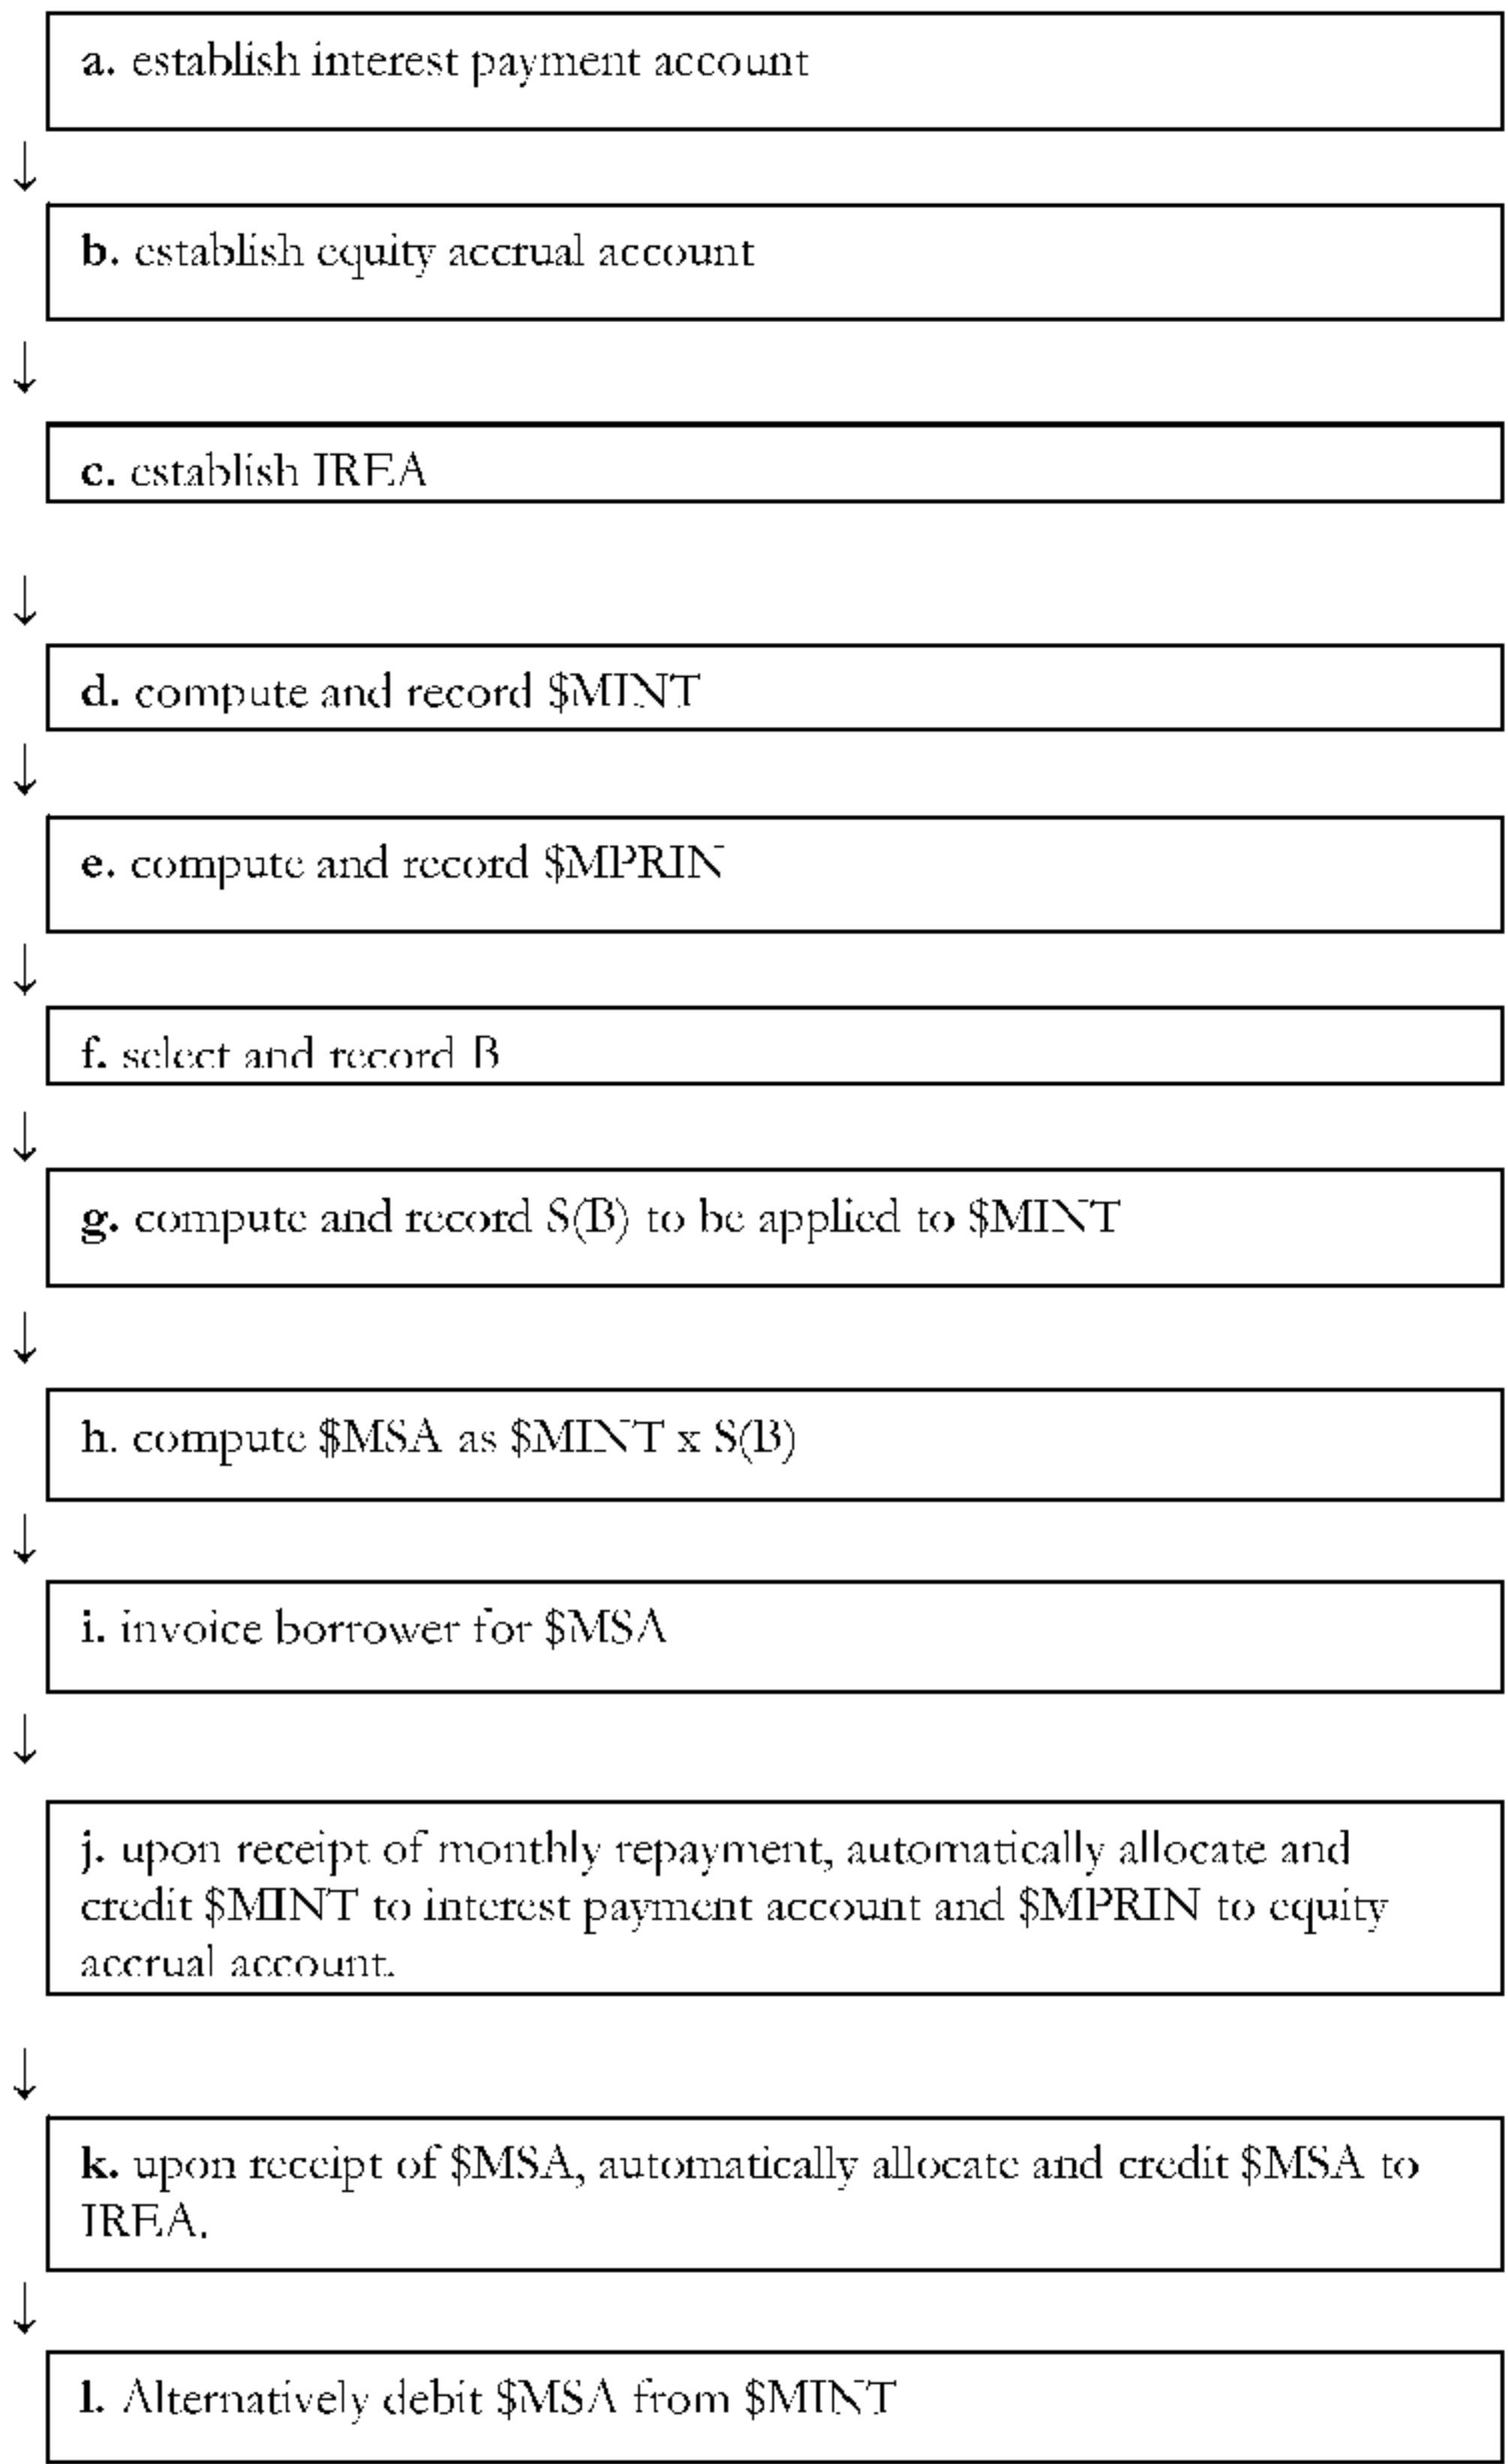 a. establish interest payment account
b. establish equity accrual account
c. establish IREA
d. compute and record $MINT
e. compute and record $MPRIN
f. select and record B
g. compute and record S(B) to be applied to $MINT
h. compute $MSA as $MINT x S(B)
i. invoice borrower for $MSA
j. upon receipt of monthly repayment, automatically allocate and
credit $MINT to interest payment account and $MPRIN to equity
accrual account.
k. upon receipt of $MSA, automatically allocate and credit $MSA to
IREA.
l. Alternatively debit $MSA from $MINT